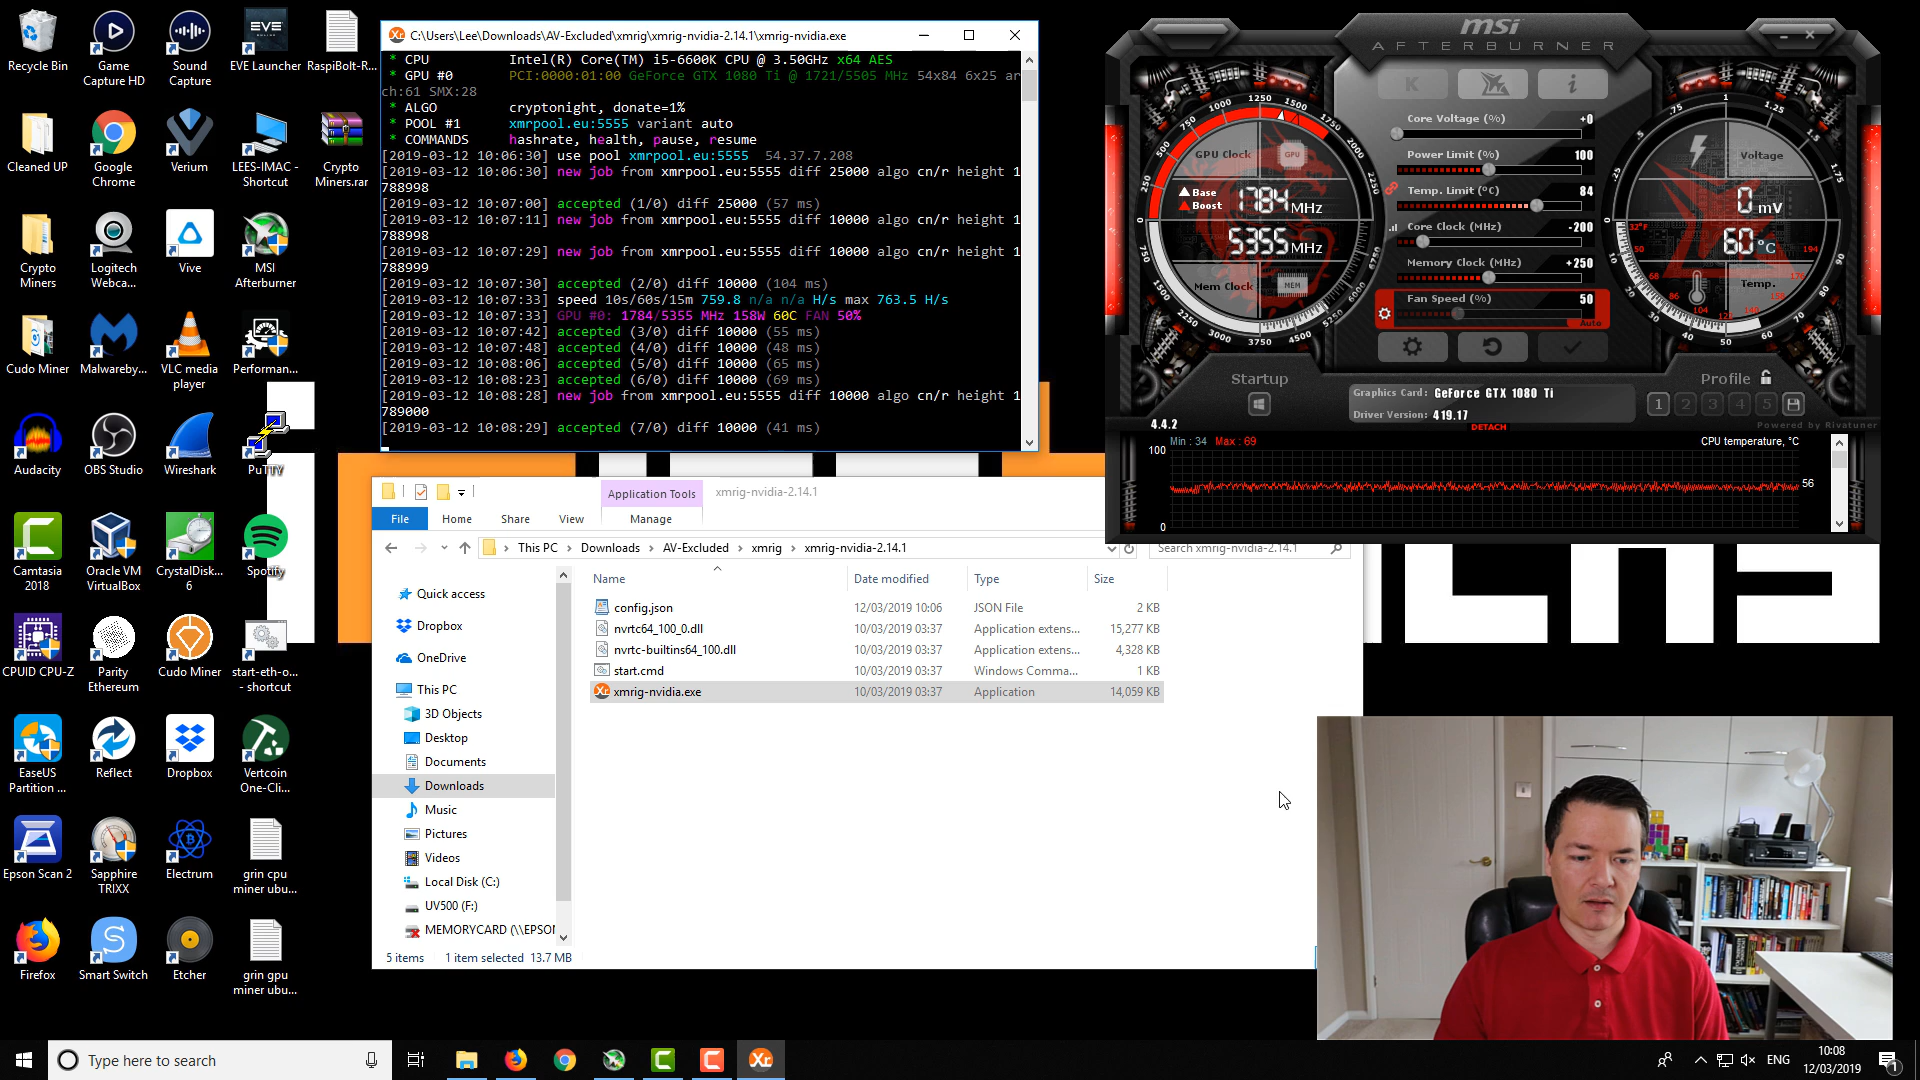 Recycle Bin
Game Capture HD
Sound Capture
EVE Launcher
RaspiBolt-R...
Cleaned UP
Google Chrome
Verium
LEES-IMAC - Shortcut
Crypto Miners.rar
Crypto Miners
Logitech Webca...
Vive
MSI Afterburner
Cudo Miner
Malwareby...
VLC media player
Performan...
Audacity
OBS Studio
Wireshark
PuTTY
Camtasia 2018
Oracle VM VirtualBox
CrystalDisk... 6
Spotify
CPUID CPU-Z
Parity Ethereum
Cudo Miner
start-eth-o... - shortcut
EaseUS Partition ...
Reflect
Dropbox
Vertcoin One-Cli...
Epson Scan 2
Sapphire TRIXX
Electrum
grin cpu miner ubu...
Firefox
Smart Switch
Etcher
grin gpu miner ubu...
C:\Users\Lee\Downloads\AV-Excluded\xmrig\xmrig-nvidia-2.14.1\xmrig-nvidia.exe
* CPU Intel(R) Core(TM) i5-6600K CPU @ 3.50GHz x64 AES
* GPU #0 PCI:0000:01:00 GeForce GTX 1080 Ti @ 1721/5505 MHz 54x84 6x25 ar
ch:61 SMX:28
* ALGO cryptonight, donate=1%
* POOL #1 xmrpool.eu:5555 variant auto
* COMMANDS hashrate, health, pause, resume
[2019-03-12 10:06:30] use pool xmrpool.eu:5555 54.37.7.208
[2019-03-12 10:06:30] new job from xmrpool.eu:5555 diff 25000 algo cn/r height 1
788998
[2019-03-12 10:07:00] accepted (1/0) diff 25000 (57 ms)
[2019-03-12 10:07:11] new job from xmrpool.eu:5555 diff 10000 algo cn/r height 1
788998
[2019-03-12 10:07:29] new job from xmrpool.eu:5555 diff 10000 algo cn/r height 1
788999
[2019-03-12 10:07:30] accepted (2/0) diff 10000 (104 ms)
[2019-03-12 10:07:33] speed 10s/60s/15m 759.8 n/a n/a H/s max 763.5 H/s
[2019-03-12 10:07:33] GPU #0: 1784/5355 MHz 158W 60C FAN 50%
[2019-03-12 10:07:42] accepted (3/0) diff 10000 (55 ms)
[2019-03-12 10:07:48] accepted (4/0) diff 10000 (48 ms)
[2019-03-12 10:08:06] accepted (5/0) diff 10000 (65 ms)
[2019-03-12 10:08:23] accepted (6/0) diff 10000 (69 ms)
[2019-03-12 10:08:28] new job from xmrpool.eu:5555 diff 10000 algo cn/r height 1
789000
[2019-03-12 10:08:29] accepted (7/0) diff 10000 (41 ms)
msi
AFTERBURNER
K i
GPU Clock
GPU
Base
Boost
1784 MHz
5355 MHz
Mem Clock
MEM
Core Voltage (%) +0
Power Limit (%) 100
Temp. Limit (°C) 84
Core Clock (MHz) -200
Memory Clock (MHz) +250
Fan Speed (%) 50
Auto
Voltage
0 mV
60 °C
Temp.
Startup
Graphics Card: GeForce GTX 1080 Ti
Driver Version: 419.17
DETACH
Profile
1 2 3 4 5
4.4.2
Powered by Rivatuner
Min : 34 Max : 69
CPU temperature, °C
100
56
0
Application Tools
xmrig-nvidia-2.14.1
File Home Share View Manage
This PC > Downloads > AV-Excluded > xmrig > xmrig-nvidia-2.14.1
Search xmrig-nvidia-2.14.1
Name Date modified Type Size
config.json 12/03/2019 10:06 JSON File 2 KB
nvrtc64_100_0.dll 10/03/2019 03:37 Application extens... 15,277 KB
nvrtc-builtins64_100.dll 10/03/2019 03:37 Application extens... 4,328 KB
start.cmd 10/03/2019 03:37 Windows Comma... 1 KB
xmrig-nvidia.exe 10/03/2019 03:37 Application 14,059 KB
Quick access
Dropbox
OneDrive
This PC
3D Objects
Desktop
Documents
Downloads
Music
Pictures
Videos
Local Disk (C:)
UV500 (F:)
MEMORYCARD (\\EPSO
5 items 1 item selected 13.7 MB
Type here to search
ENG
10:08
12/03/2019
1